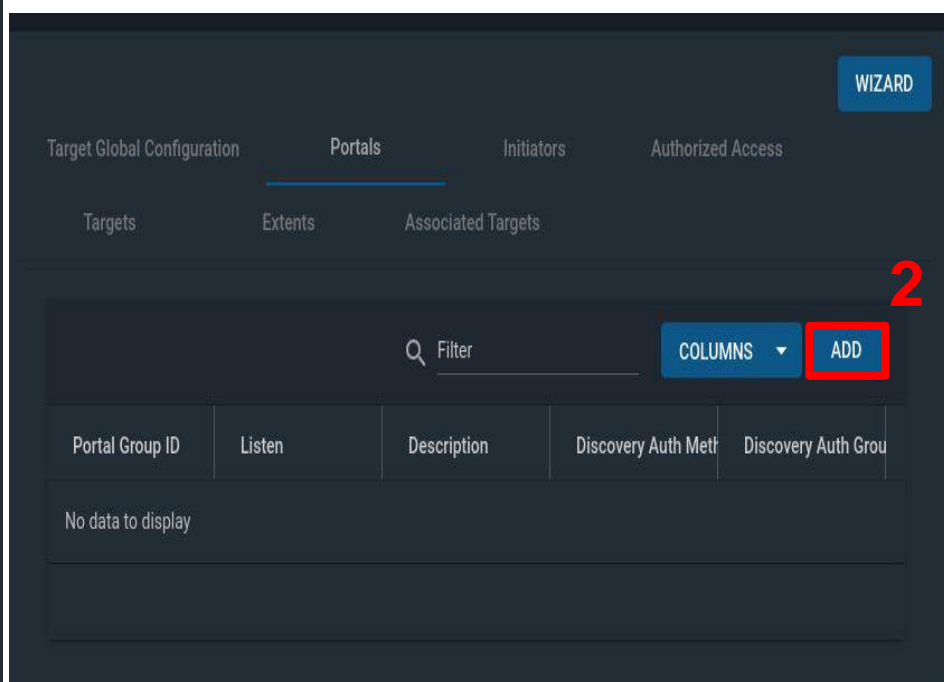 WIZARD
Target Global Configuration Portals Initiators Authorized Access
Targets Extents Associated Targets
2
Filter COLUMNS ADD
Portal Group ID Listen Description Discovery Auth Meth Discovery Auth Grou
No data to display